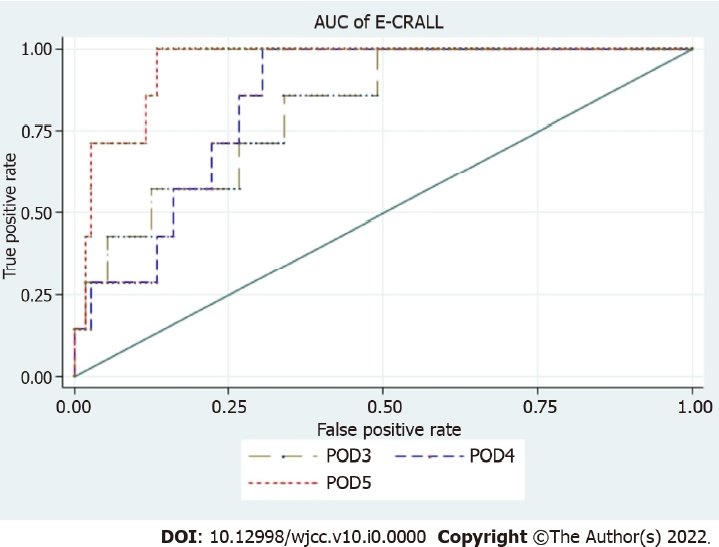 AUC of E-CRALL
True positive rate
1.00
0.75
0.50
0.25
0.00
0.00 0.25 0.50 0.75 1.00
False positive rate
POD3 POD4
POD5
DOI: 10.12998/wjcc.v10.i0.0000 Copyright ©The Author(s) 2022.